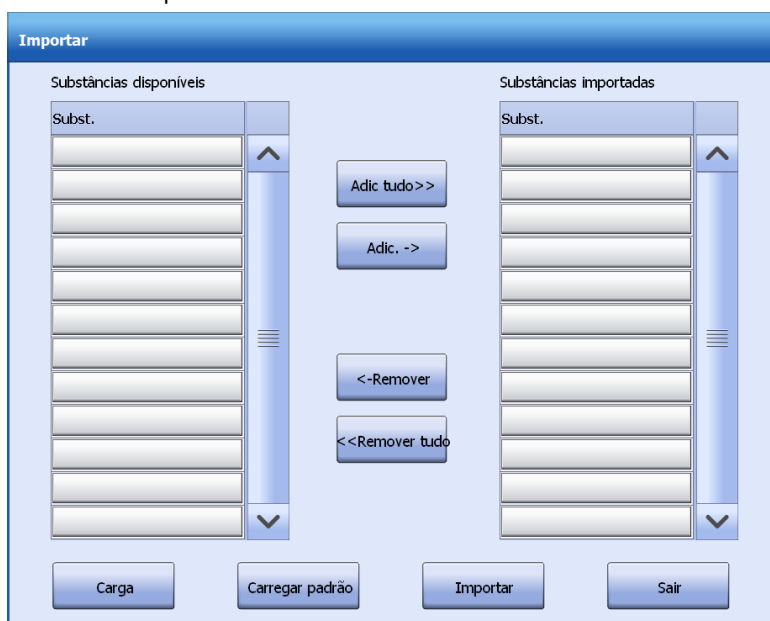 Importar
Substâncias disponíveis
Substâncias importadas
Subst.
Subst.
Adic tudo>>
Adic. ->
<-Remover
<<Remover tudo
Carga
Carregar padrão
Importar
Sair